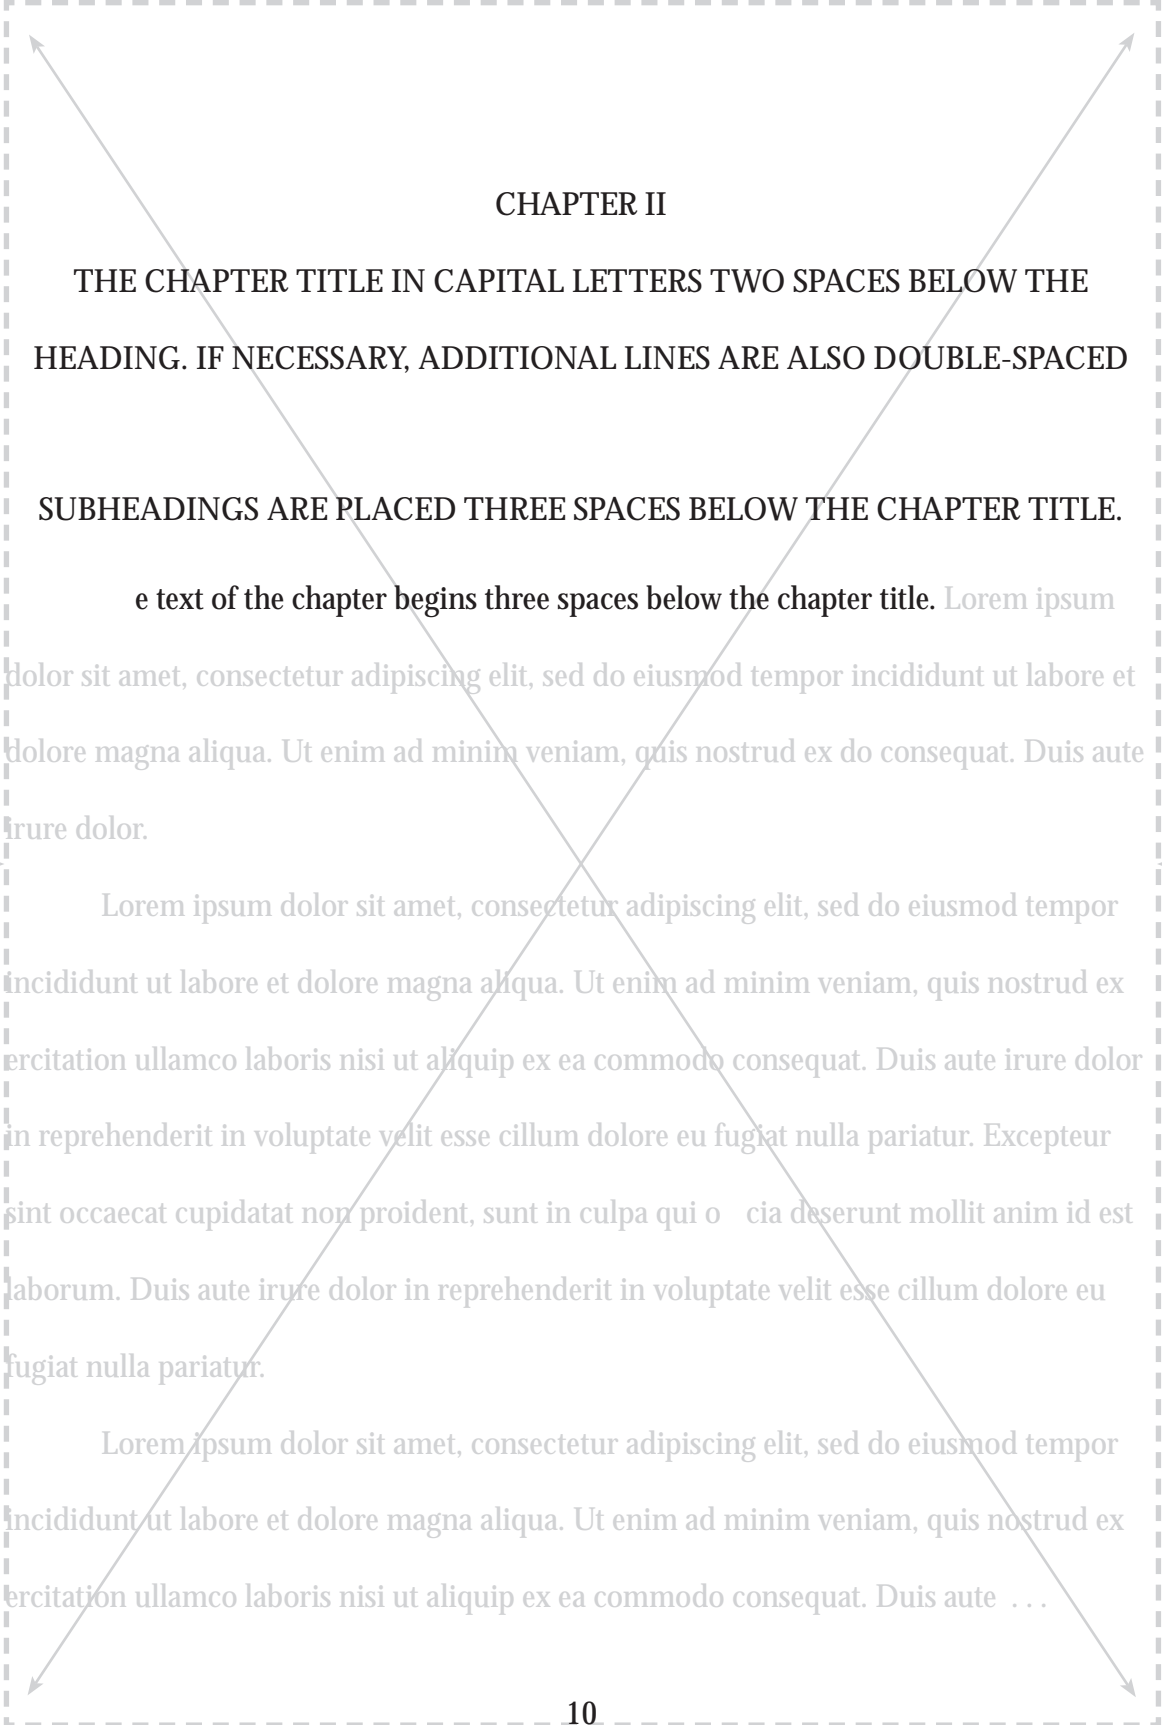 CHAPTER II
THE CHAPTER TITLE IN CAPITAL LETTERS TWO SPACES BELOW THE
HEADING. IF NECESSARY, ADDITIONAL LINES ARE ALSO DOUBLE-SPACED
SUBHEADINGS ARE PLACED THREE SPACES BELOW THE CHAPTER TITLE.
e text of the chapter begins three spaces below the chapter title. Lorem ipsum
dolor sit amet, consectetur adipiscing elit, sed do eiusmod tempor incididunt ut labore et
dolore magna aliqua. Ut enim ad minim veniam, quis nostrud ex do consequat. Duis aute
irure dolor.
Lorem ipsum dolor sit amet, consectetur adipiscing elit, sed do eiusmod tempor
incididunt ut labore et dolore magna aliqua. Ut enim ad minim veniam, quis nostrud ex
ercitation ullamco laboris nisi ut aliquip ex ea commodo consequat. Duis aute irure dolor
in reprehenderit in voluptate velit esse cillum dolore eu fugiat nulla pariatur. Excepteur
sint occaecat cupidatat non proident, sunt in culpa qui o cia deserunt mollit anim id est
laborum. Duis aute irure dolor in reprehenderit in voluptate velit esse cillum dolore eu
fugiat nulla pariatur.
Lorem ipsum dolor sit amet, consectetur adipiscing elit, sed do eiusmod tempor
incididunt ut labore et dolore magna aliqua. Ut enim ad minim veniam, quis nostrud ex
ercitation ullamco laboris nisi ut aliquip ex ea commodo consequat. Duis aute . . .
10